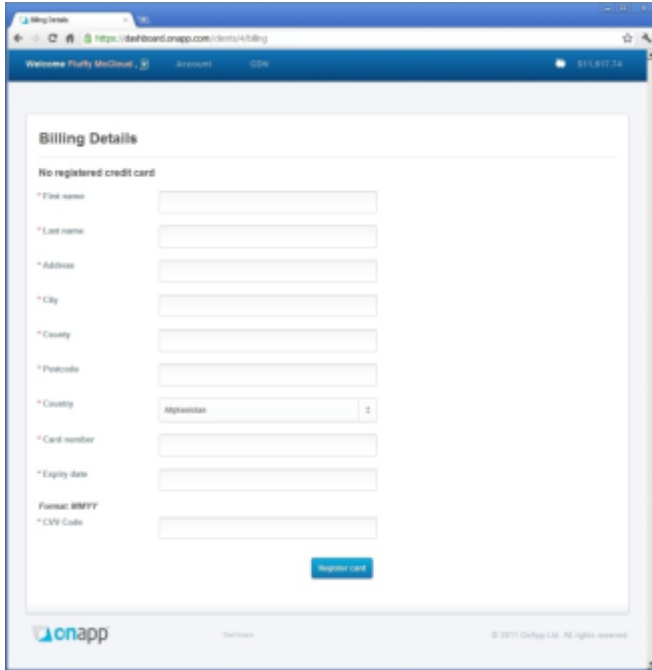 Billing Details
https://dashboard.onapp.com/clients/4/billing
Welcome Fluffy McCloud ,
Account
CDN
$11,517.74
Billing Details
No registered credit card
* First name
* Last name
* Address
* City
* County
* Postcode
* Country
Afghanistan
* Card number
* Expiry date
Format: MMYY
* CVV Code
Register card
onapp
Dashboard
© 2011 OnApp Ltd. All rights reserved.